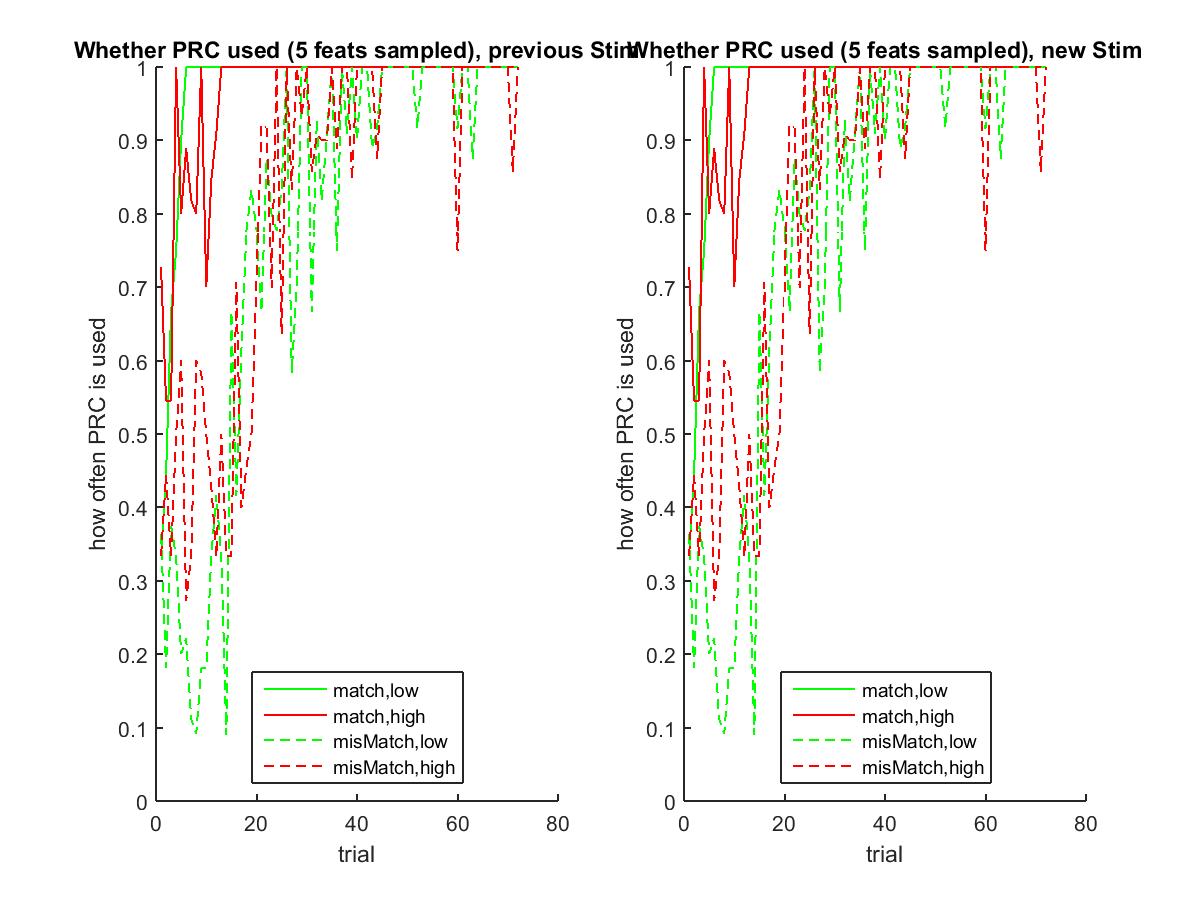 Whether PRC used (5 feats sampled), previous Stim
how often PRC is used
1
0.9
0.8
0.7
0.6
0.5
0.4
0.3
0.2
0.1
0
0 20 40 60 80
trial
match,low
match,high
misMatch,low
misMatch,high
Whether PRC used (5 feats sampled), new Stim
how often PRC is used
1
0.9
0.8
0.7
0.6
0.5
0.4
0.3
0.2
0.1
0
0 20 40 60 80
trial
match,low
match,high
misMatch,low
misMatch,high